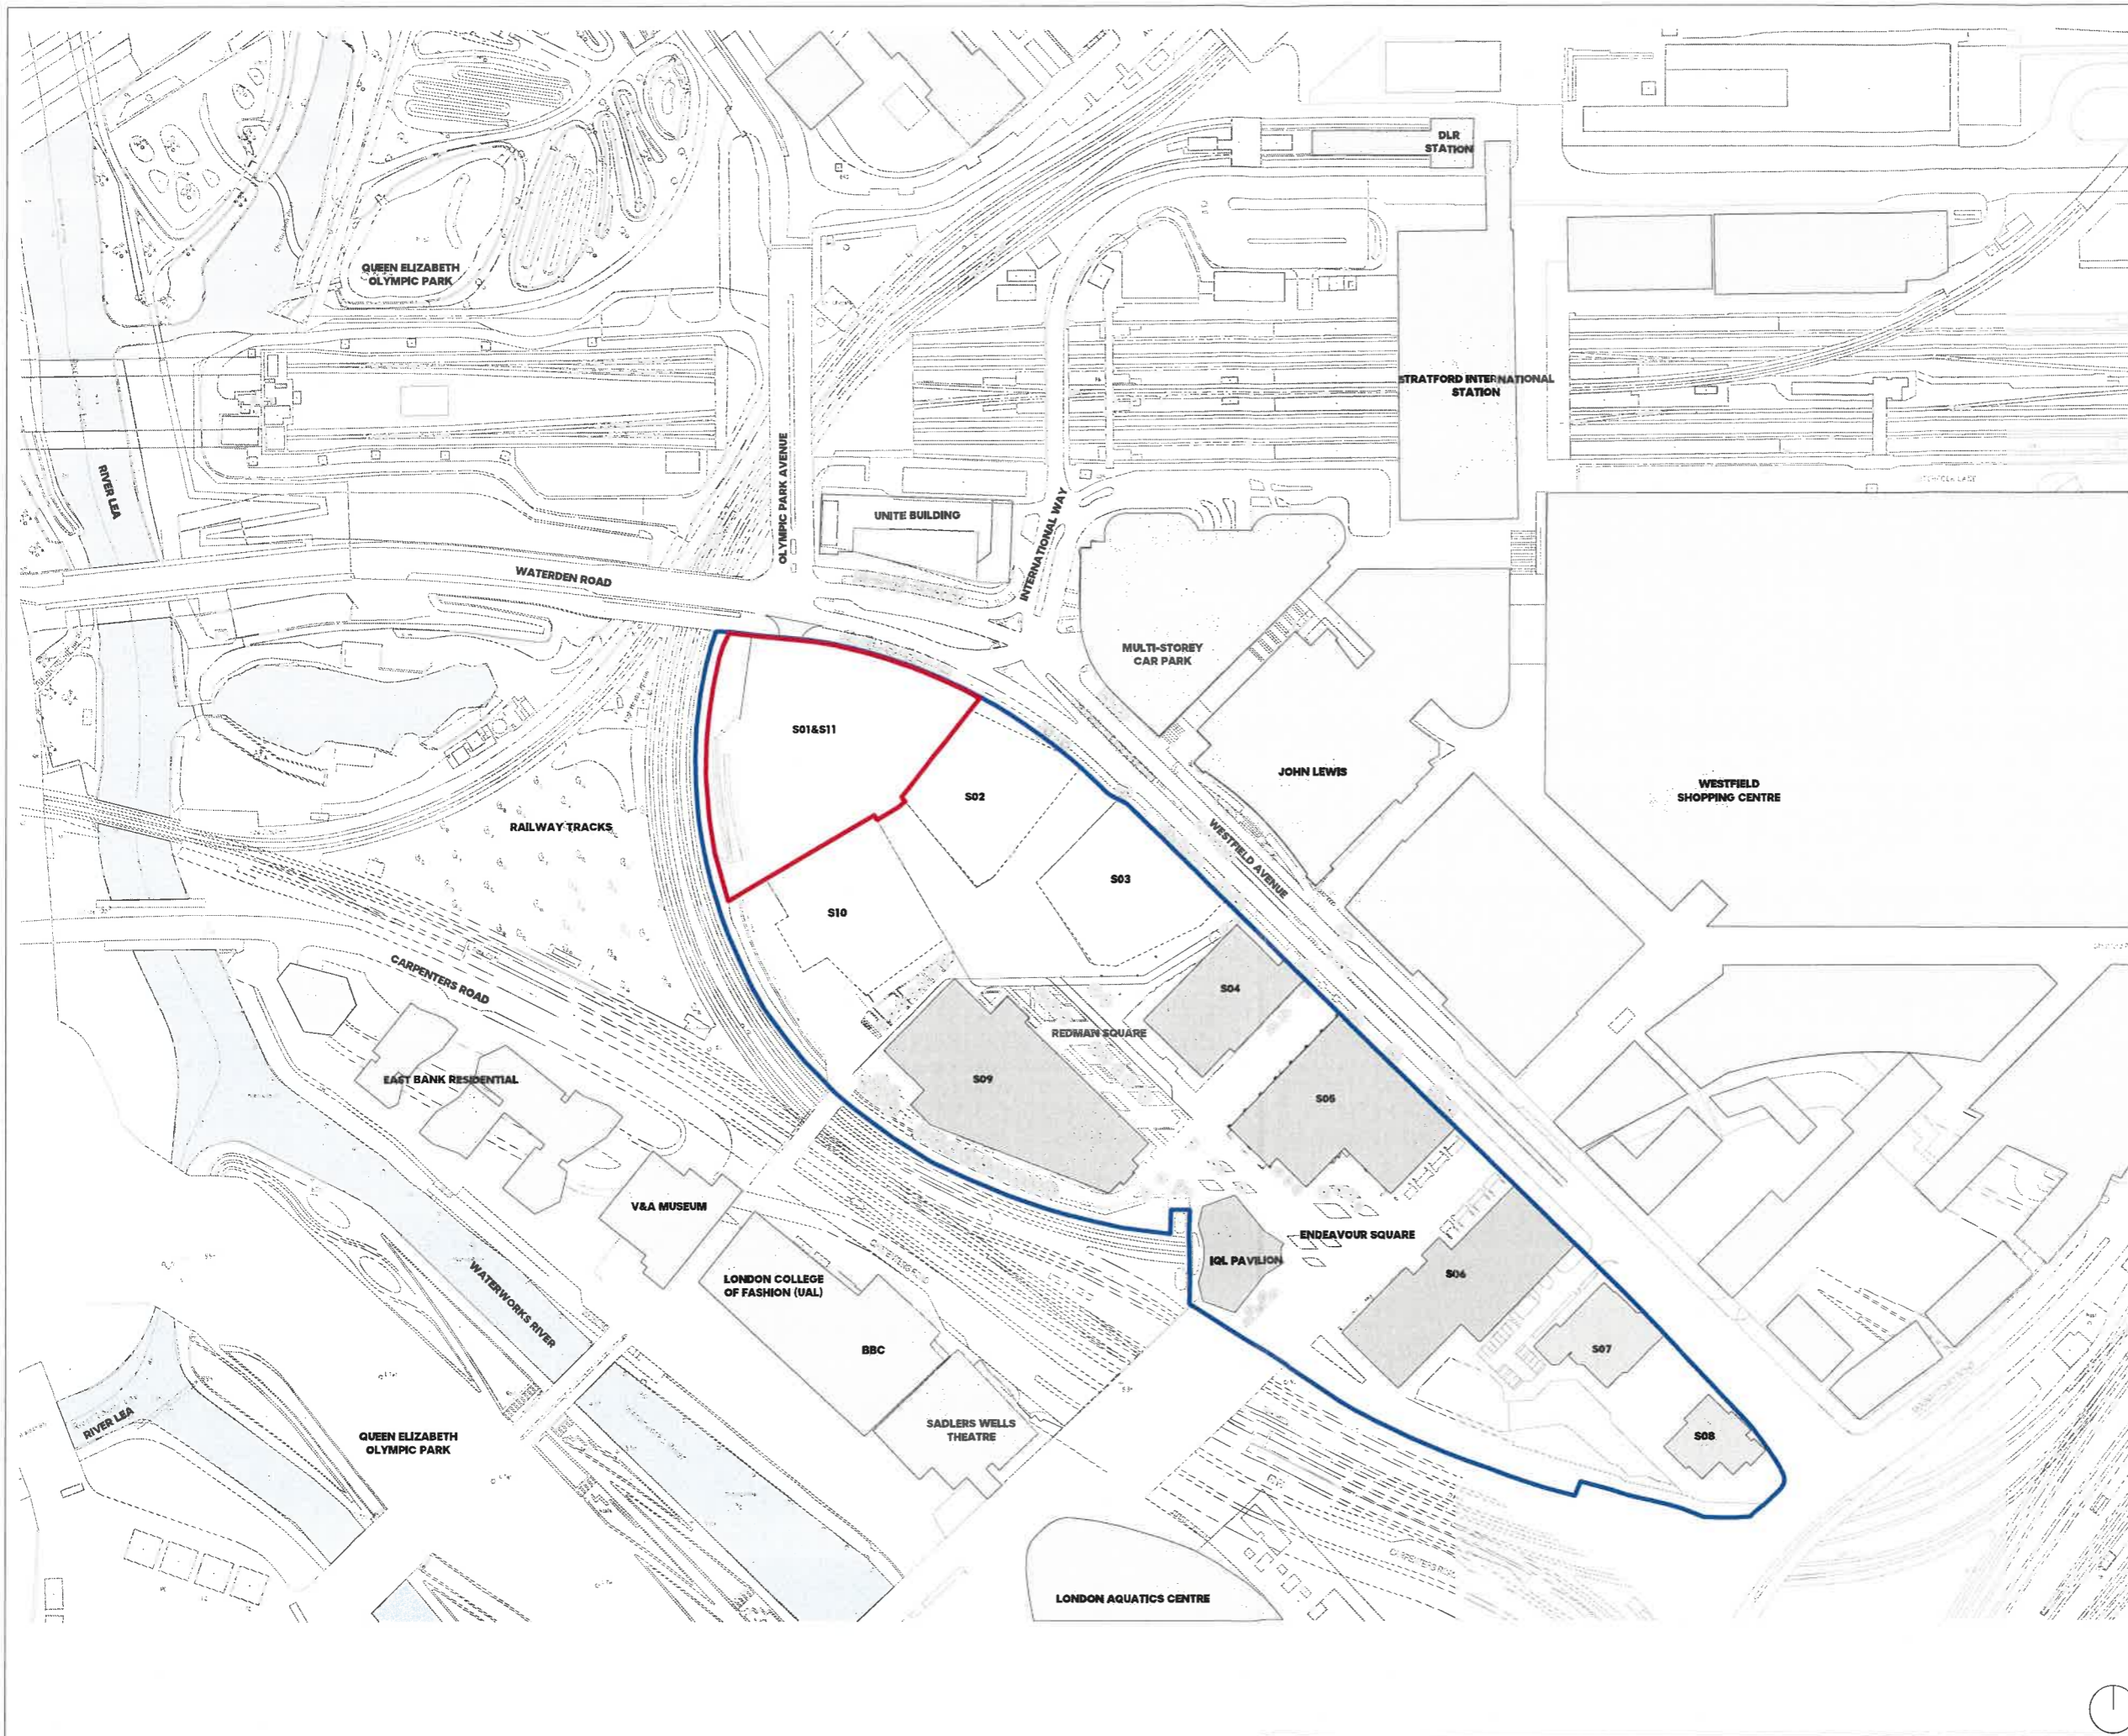 DLR
STATION
QUEEN ELIZABETH
OLYMPIC PARK
STRATFORD INTERNATIONAL
STATION
RIVER LEA
OLYMPIC PARK AVENUE
UNITE BUILDING
INTERNATIONAL WAY
WATERDEN ROAD
MULTI-STOREY
CAR PARK
S01&S11
JOHN LEWIS
WESTFIELD
SHOPPING CENTRE
S02
RAILWAY TRACKS
WESTFIELD AVENUE
S03
S10
CARPENTERS ROAD
S04
REDMAN SQUARE
EAST BANK RESIDENTIAL
S09
S05
V&A MUSEUM
ENDEAVOUR SQUARE
IQL PAVILION
S06
LONDON COLLEGE
OF FASHION (UAL)
WATERWORKS RIVER
BBC
S07
RIVER LEA
QUEEN ELIZABETH
OLYMPIC PARK
SADLERS WELLS
THEATRE
S08
LONDON AQUATICS CENTRE